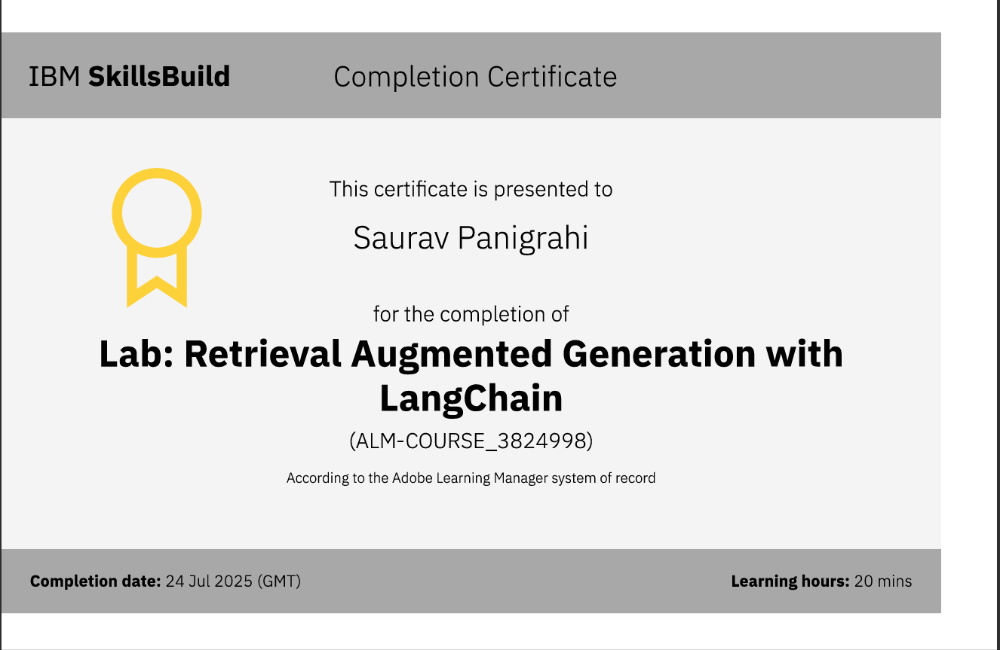 IBM SkillsBuild
Completion Certificate
This certificate is presented to
Saurav Panigrahi
for the completion of
Lab: Retrieval Augmented Generation with
LangChain
(ALM-COURSE_3824998)
According to the Adobe Learning Manager system of record
Completion date: 24 Jul 2025 (GMT)
Learning hours: 20 mins